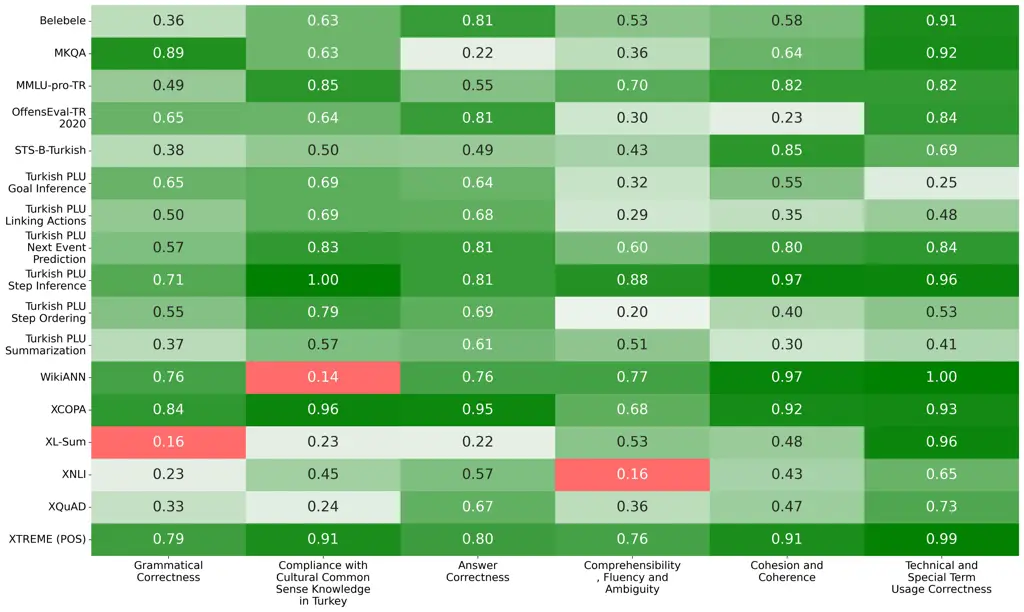 Belebele 0.36 0.63 0.81 0.53 0.58 0.91
MKQA 0.89 0.63 0.22 0.36 0.64 0.92
MMLU-pro-TR 0.49 0.85 0.55 0.70 0.82 0.82
OffensEval-TR
2020 0.65 0.64 0.81 0.30 0.23 0.84
STS-B-Turkish 0.38 0.50 0.49 0.43 0.85 0.69
Turkish PLU
Goal Inference 0.65 0.69 0.64 0.32 0.55 0.25
Turkish PLU
Linking Actions 0.50 0.69 0.68 0.29 0.35 0.48
Turkish PLU
Next Event
Prediction 0.57 0.83 0.81 0.60 0.80 0.84
Turkish PLU
Step Inference 0.71 1.00 0.81 0.88 0.97 0.96
Turkish PLU
Step Ordering 0.55 0.79 0.69 0.20 0.40 0.53
Turkish PLU
Summarization 0.37 0.57 0.61 0.51 0.30 0.41
WikiANN 0.76 0.14 0.76 0.77 0.97 1.00
XCOPA 0.84 0.96 0.95 0.68 0.92 0.93
XL-Sum 0.16 0.23 0.22 0.53 0.48 0.96
XNLI 0.23 0.45 0.57 0.16 0.43 0.65
XQuAD 0.33 0.24 0.67 0.36 0.47 0.73
XTREME (POS) 0.79 0.91 0.80 0.76 0.91 0.99
Grammatical
Correctness
Compliance with
Cultural Common
Sense Knowledge
in Turkey
Answer
Correctness
Comprehensibility
, Fluency and
Ambiguity
Cohesion and
Coherence
Technical and
Special Term
Usage Correctness